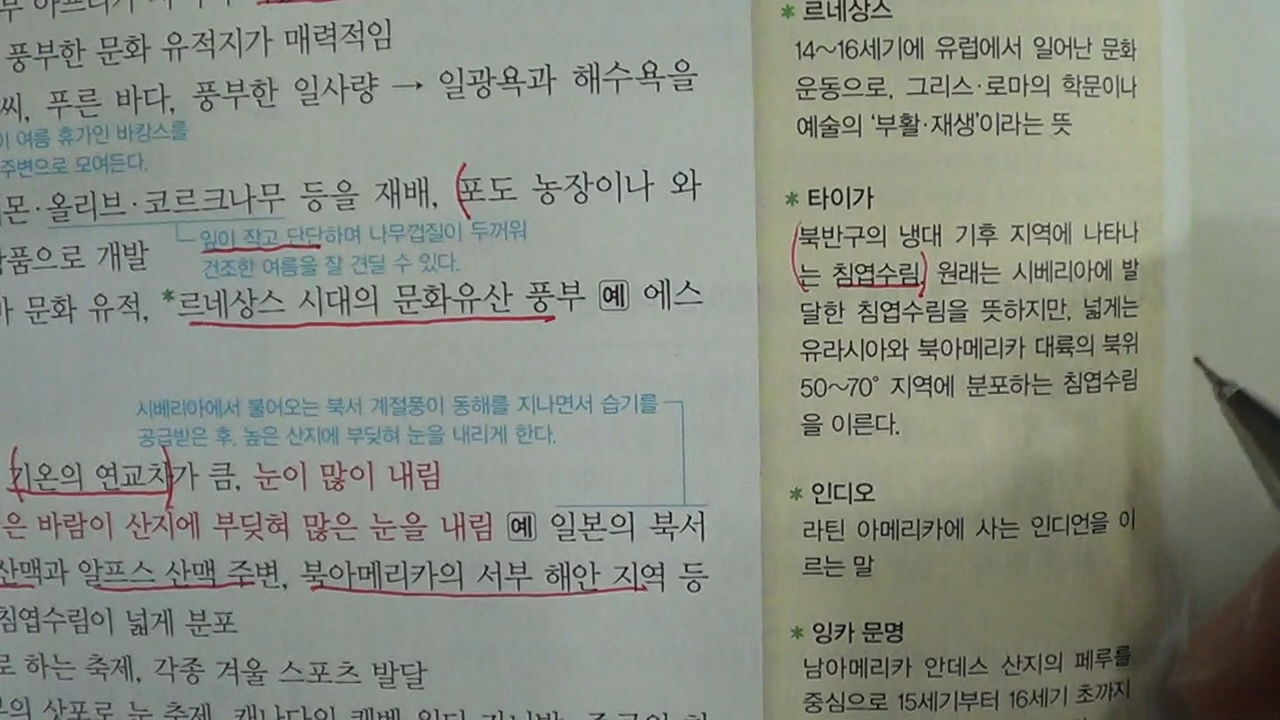 풍부한 문화 유적지가 매력적임
씨, 푸른 바다, 풍부한 일사량 → 일광욕과 해수욕을
이 여름 휴가인 바캉스를
주변으로 모여든다.
몬·올리브·코르크나무 등을 재배, 포도 농장이나 와
잎이 작고 단단하며 나무껍질이 두꺼워
상품으로 개발
건조한 여름을 잘 견딜 수 있다.
문화 유적, *르네상스 시대의 문화유산 풍부 예 에스
시베리아에서 불어오는 북서 계절풍이 동해를 지나면서 습기를
공급받은 후, 높은 산지에 부딪혀 눈을 내리게 한다.
기온의 연교차가 큼, 눈이 많이 내림
은 바람이 산지에 부딪혀 많은 눈을 내림 예 일본의 북서
산맥과 알프스 산맥 주변, 북아메리카의 서부 해안 지역 등
침엽수림이 넓게 분포
로 하는 축제, 각종 겨울 스포츠 발달
* 르네상스
14~16세기에 유럽에서 일어난 문화
운동으로, 그리스·로마의 학문이나
예술의 '부활·재생'이라는 뜻
* 타이가
북반구의 냉대 기후 지역에 나타나
는 침엽수림. 원래는 시베리아에 발
달한 침엽수림을 뜻하지만, 넓게는
유라시아와 북아메리카 대륙의 북위
50~70° 지역에 분포하는 침엽수림
을 이른다.
* 인디오
라틴 아메리카에 사는 인디언을 이
르는 말
* 잉카 문명
남아메리카 안데스 산지의 페루를
중심으로 15세기부터 16세기 초까지